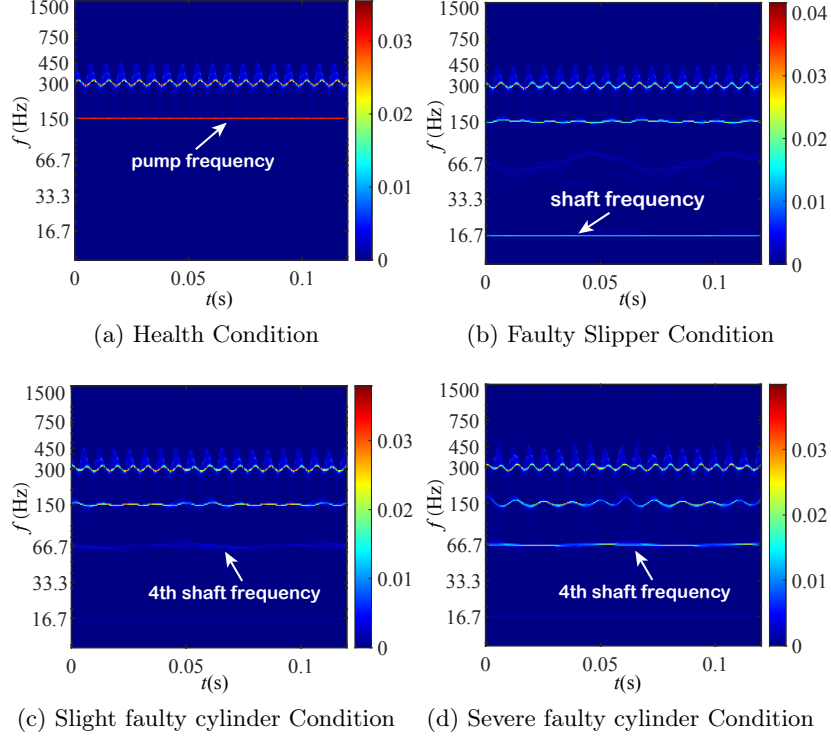 1500
750
450
300
150
66.7
33.3
16.7
f (Hz)
pump frequency
0 0.05 0.1
t(s)
0.03
0.02
0.01
0
(a) Health Condition
1500
750
450
300
150
66.7
33.3
16.7
f (Hz)
shaft frequency
0 0.05 0.1
t(s)
0.04
0.03
0.02
0.01
0
(b) Faulty Slipper Condition
1500
750
450
300
150
66.7
33.3
16.7
f (Hz)
4th shaft frequency
0 0.05 0.1
t(s)
0.03
0.02
0.01
0
(c) Slight faulty cylinder Condition
1500
750
450
300
150
66.7
33.3
16.7
f (Hz)
4th shaft frequency
0 0.05 0.1
t(s)
0.03
0.02
0.01
0
(d) Severe faulty cylinder Condition